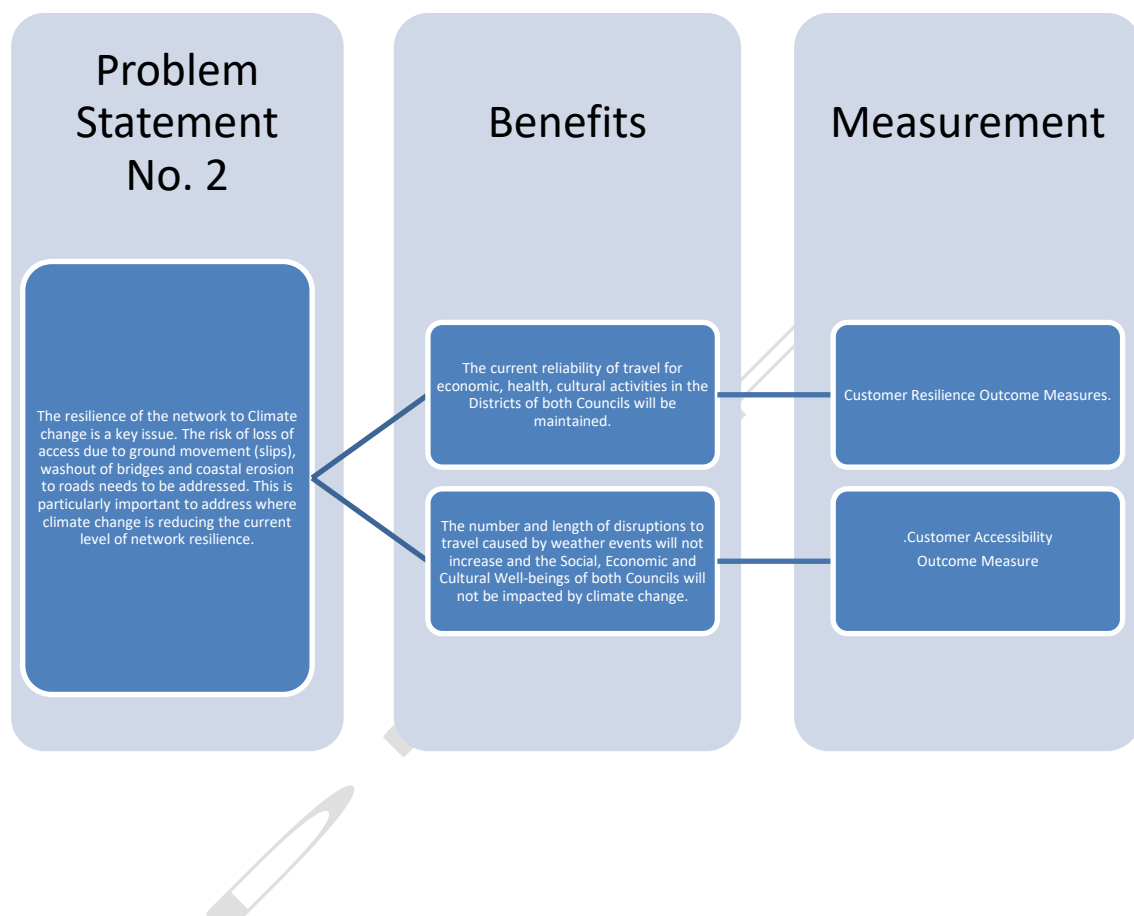 Problem
Statement
No. 2
The resilience of the network to Climate
change is a key issue. The risk of loss of
access due to ground movement (slips),
washout of bridges and coastal erosion
to roads needs to be addressed. This is
particularly important to address where
climate change is reducing the current
level of network resilience.
Benefits
The current reliability of travel for
economic, health, cultural activities in the
Districts of both Councils will be
maintained.
The number and length of disruptions to
travel caused by weather events will not
increase and the Social, Economic and
Cultural Well-beings of both Councils will
not be impacted by climate change.
Measurement
Customer Resilience Outcome Measures.
.Customer Accessibility
Outcome Measure